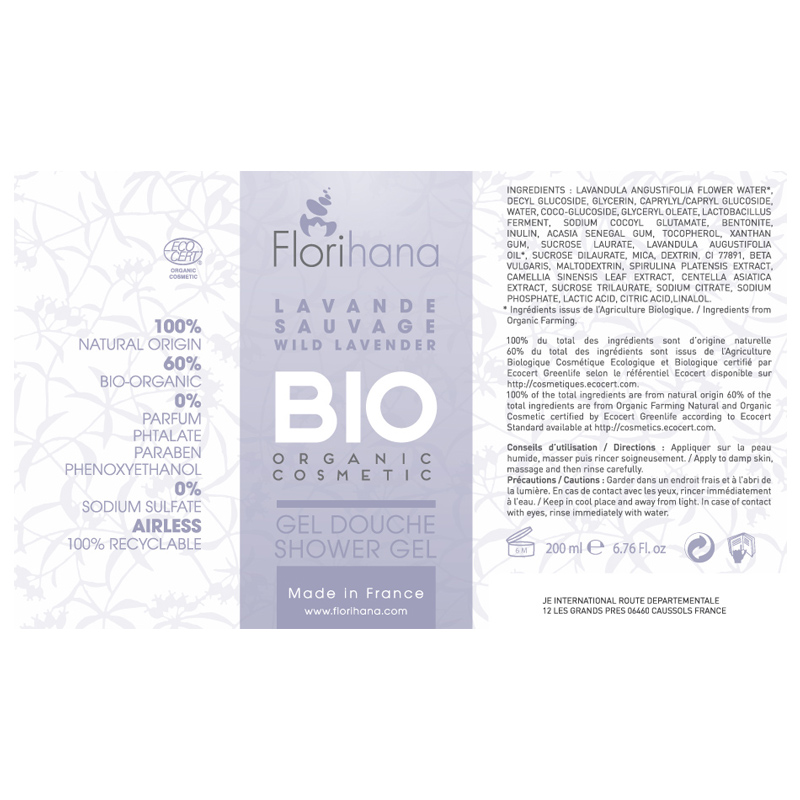 ECO
CERT
ORGANIC
COSMETIC
100%
NATURAL ORIGIN
60%
BIO-ORGANIC
0%
PARFUM
PHTALATE
PARABEN
PHENOXYETHANOL
0%
SODIUM SULFATE
AIRLESS
100% RECYCLABLE
Florihana
LAVANDE
SAUVAGE
WILD LAVENDER
BIO
ORGANIC
COSMETIC
GEL DOUCHE
SHOWER GEL
Made in France
www.florihana.com
INGREDIENTS : LAVANDULA ANGUSTIFOLIA FLOWER WATER*,
DECYL GLUCOSIDE, GLYCERIN, CAPRYLYL/CAPRYL GLUCOSIDE,
WATER, COCO-GLUCOSIDE, GLYCERYL OLEATE, LACTOBACILLUS
FERMENT, SODIUM COCOYL GLUTAMATE, BENTONITE,
INULIN, ACASIA SENEGAL GUM, TOCOPHEROL, XANTHAN
GUM, SUCROSE LAURATE, LAVANDULA AUGUSTIFOLIA
OIL*, SUCROSE DILAURATE, MICA, DEXTRIN, CI 77891, BETA
VULGARIS, MALTODEXTRIN, SPIRULINA PLATENSIS EXTRACT,
CAMELLIA SINENSIS LEAF EXTRACT, CENTELLA ASIATICA
EXTRACT, SUCROSE TRILAURATE, SODIUM CITRATE, SODIUM
PHOSPHATE, LACTIC ACID, CITRIC ACID,LINALOL.
* Ingrédients issus de l'Agriculture Biologique. / Ingredients from
Organic Farming.
100% du total des ingrédients sont d'origine naturelle
60% du total des ingrédients sont issus de l'Agriculture
Biologique Cosmétique Ecologique et Biologique certifié par
Ecocert Greenlife selon le référentiel Ecocert disponible sur
http://cosmetiques.ecocert.com.
100% of the total ingredients are from natural origin 60% of the
total ingredients are from Organic Farming Natural and Organic
Cosmetic certified by Ecocert Greenlife according to Ecocert
Standard available at http://cosmetics.ecocert.com.
Conseils d'utilisation / Directions : Appliquer sur la peau
humide, masser puis rincer soigneusement. / Apply to damp skin,
massage and then rinse carefully.
Précautions / Cautions : Garder dans un endroit frais et à l'abri de
la lumière. En cas de contact avec les yeux, rincer immédiatement
à l'eau. / Keep in cool place and away from light. In case of contact
with eyes, rinse immediately with water.
6 M 200 ml e 6.76 Fl. oz
JE INTERNATIONAL ROUTE DEPARTEMENTALE
12 LES GRANDS PRES 06460 CAUSSOLS FRANCE